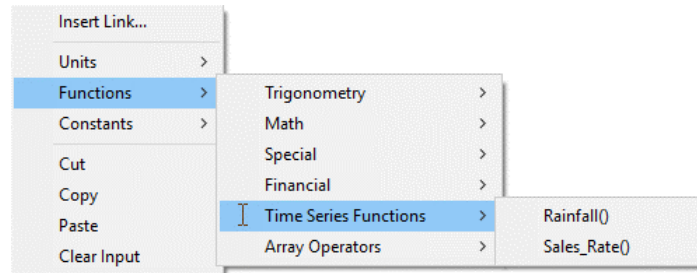 Insert Link...
Units
Functions
Constants
Cut
Copy
Paste
Clear Input
Trigonometry
Math
Special
Financial
Time Series Functions
Array Operators
Rainfall()
Sales_Rate()